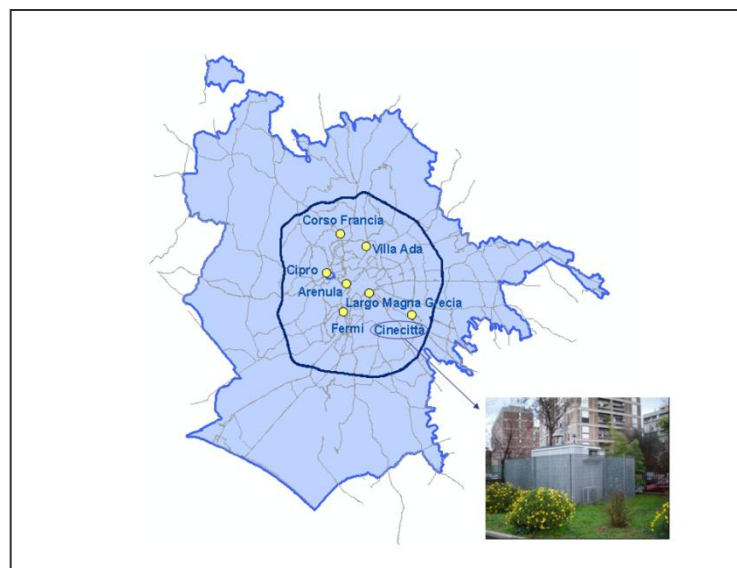 Corso Francia
Villa Ada
Cipro
Arenula
Largo Magna Grecia
Fermi
Cinecittà